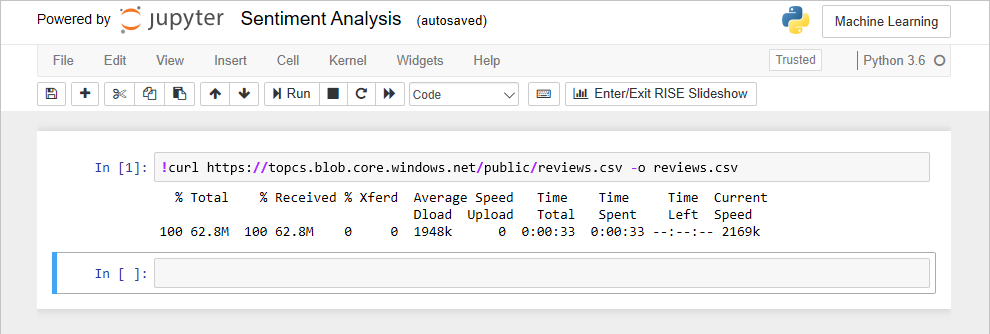 Powered by jupyter Sentiment Analysis (autosaved) Machine Learning
File Edit View Insert Cell Kernel Widgets Help Trusted Python 3.6
Run Code Enter/Exit RISE Slideshow
In [1]: !curl https://topcs.blob.core.windows.net/public/reviews.csv -o reviews.csv
% Total % Received % Xferd Average Speed Time Time Time Current
Dload Upload Total Spent Left Speed
100 62.8M 100 62.8M 0 0 1948k 0 0:00:33 0:00:33 --:--:-- 2169k
In [ ]: